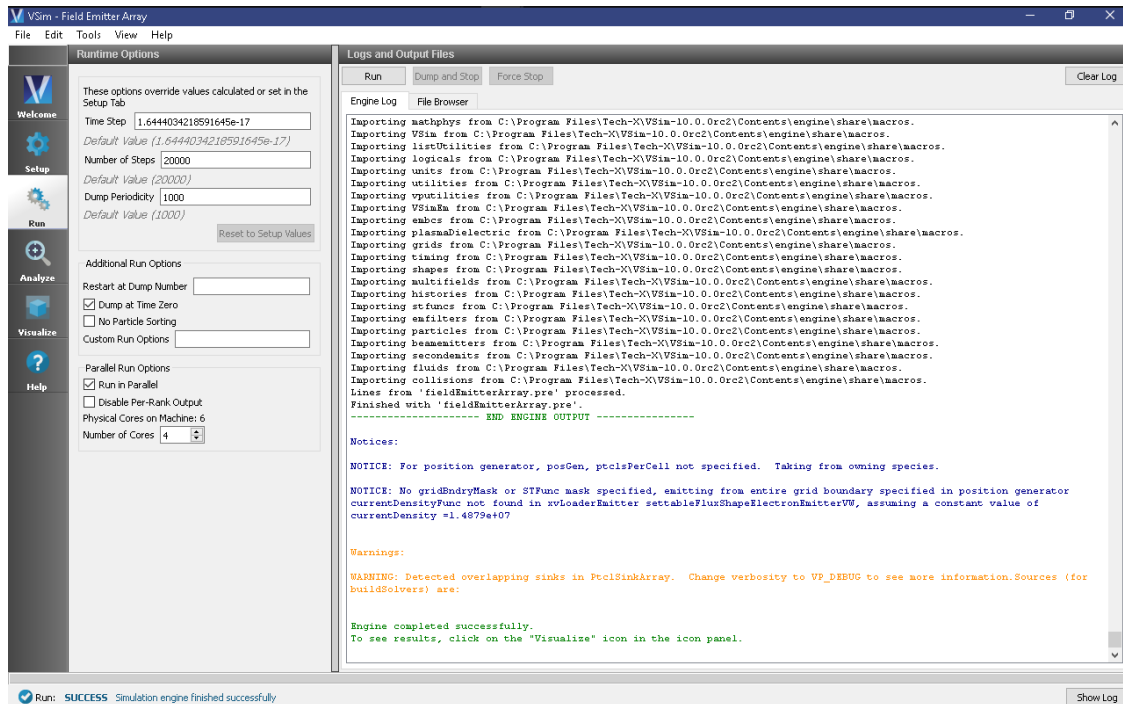 VSim - Field Emitter Array
File Edit Tools View Help
Runtime Options
These options override values calculated or set in the
Setup Tab
Time Step 1.6444034218591645e-17
Default Value (1.6444034218591645e-17)
Number of Steps 20000
Default Value (20000)
Dump Periodicity 1000
Default Value (1000)
Reset to Setup Values
Additional Run Options
Restart at Dump Number
Dump at Time Zero
No Particle Sorting
Custom Run Options
Parallel Run Options
Run in Parallel
Disable Per-Rank Output
Physical Cores on Machine: 6
Number of Cores 4
Welcome
Setup
Run
Analyze
Visualize
Help
Logs and Output Files
Run Dump and Stop Force Stop Clear Log
Engine Log File Browser
Importing mathphys from C:\Program Files\Tech-X\VSim-10.0.0rc2\Contents\engine\share\macros.
Importing VSim from C:\Program Files\Tech-X\VSim-10.0.0rc2\Contents\engine\share\macros.
Importing listUtilities from C:\Program Files\Tech-X\VSim-10.0.0rc2\Contents\engine\share\macros.
Importing logicals from C:\Program Files\Tech-X\VSim-10.0.0rc2\Contents\engine\share\macros.
Importing units from C:\Program Files\Tech-X\VSim-10.0.0rc2\Contents\engine\share\macros.
Importing utilities from C:\Program Files\Tech-X\VSim-10.0.0rc2\Contents\engine\share\macros.
Importing vputilities from C:\Program Files\Tech-X\VSim-10.0.0rc2\Contents\engine\share\macros.
Importing VSimEm from C:\Program Files\Tech-X\VSim-10.0.0rc2\Contents\engine\share\macros.
Importing embcs from C:\Program Files\Tech-X\VSim-10.0.0rc2\Contents\engine\share\macros.
Importing plasmaDielectric from C:\Program Files\Tech-X\VSim-10.0.0rc2\Contents\engine\share\macros.
Importing grids from C:\Program Files\Tech-X\VSim-10.0.0rc2\Contents\engine\share\macros.
Importing timing from C:\Program Files\Tech-X\VSim-10.0.0rc2\Contents\engine\share\macros.
Importing shapes from C:\Program Files\Tech-X\VSim-10.0.0rc2\Contents\engine\share\macros.
Importing multifields from C:\Program Files\Tech-X\VSim-10.0.0rc2\Contents\engine\share\macros.
Importing histories from C:\Program Files\Tech-X\VSim-10.0.0rc2\Contents\engine\share\macros.
Importing stfuncs from C:\Program Files\Tech-X\VSim-10.0.0rc2\Contents\engine\share\macros.
Importing emfilters from C:\Program Files\Tech-X\VSim-10.0.0rc2\Contents\engine\share\macros.
Importing particles from C:\Program Files\Tech-X\VSim-10.0.0rc2\Contents\engine\share\macros.
Importing beamemitters from C:\Program Files\Tech-X\VSim-10.0.0rc2\Contents\engine\share\macros.
Importing secondemits from C:\Program Files\Tech-X\VSim-10.0.0rc2\Contents\engine\share\macros.
Importing fluids from C:\Program Files\Tech-X\VSim-10.0.0rc2\Contents\engine\share\macros.
Importing collisions from C:\Program Files\Tech-X\VSim-10.0.0rc2\Contents\engine\share\macros.
Lines from 'fieldEmitterArray.pre' processed.
Finished with 'fieldEmitterArray.pre'.
--------------------- END ENGINE OUTPUT ----------------
Notices:
NOTICE: For position generator, posGen, ptclsPerCell not specified. Taking from owning species.
NOTICE: No gridBndryMask or STFunc mask specified, emitting from entire grid boundary specified in position generator
currentDensityFunc not found in xvLoaderEmitter settableFluxShapeElectronEmitterVW, assuming a constant value of
currentDensity =1.4879e+07
Warnings:
WARNING: Detected overlapping sinks in PtclSinkArray. Change verbosity to VP_DEBUG to see more information.Sources (for
buildSolvers) are:
Engine completed successfully.
To see results, click on the "Visualize" icon in the icon panel.
Run: SUCCESS Simulation engine finished successfully
Show Log